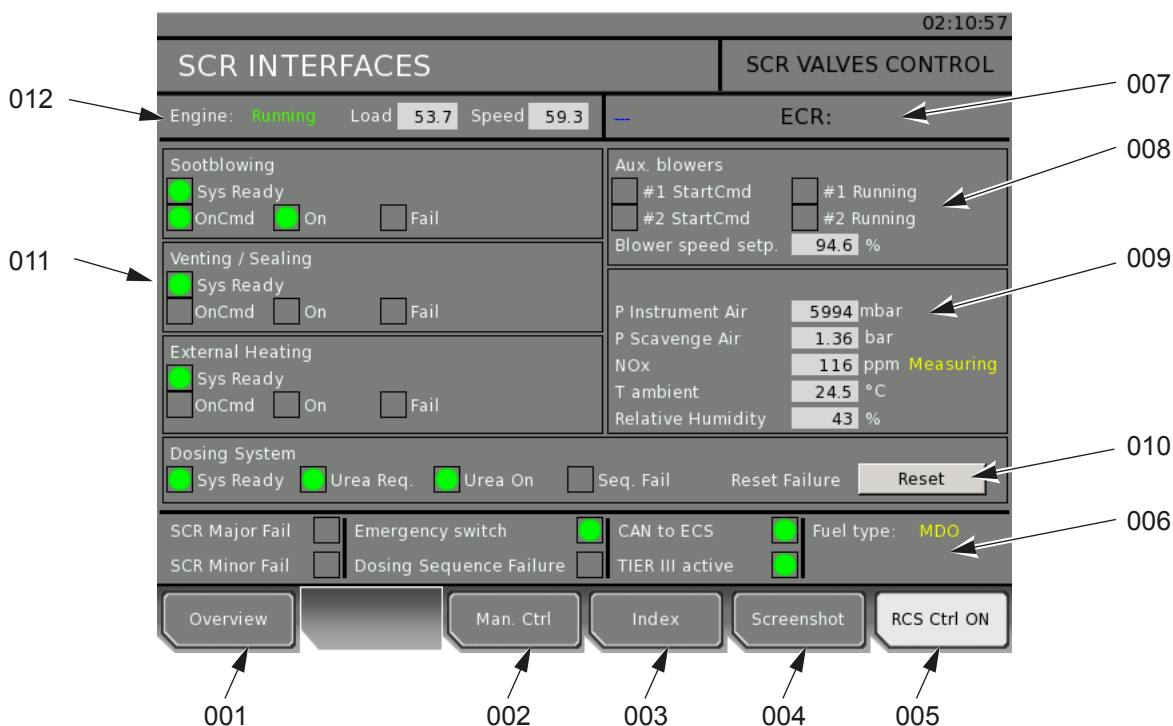 02:10:57
SCR INTERFACES
SCR VALVES CONTROL
012
Engine: Running Load 53.7 Speed 59.3
--- ECR:
007
Sootblowing
Sys Ready
OnCmd On Fail
Aux. blowers
#1 StartCmd #1 Running
#2 StartCmd #2 Running
Blower speed setp. 94.6 %
008
011
Venting / Sealing
Sys Ready
OnCmd On Fail
009
P Instrument Air 5994 mbar
P Scavenge Air 1.36 bar
NOx 116 ppm Measuring
T ambient 24.5 °C
Relative Humidity 43 %
External Heating
Sys Ready
OnCmd On Fail
Dosing System
Sys Ready Urea Req. Urea On Seq. Fail Reset Failure Reset
010
SCR Major Fail Emergency switch CAN to ECS Fuel type: MDO
006
SCR Minor Fail Dosing Sequence Failure TIER III active
Overview Man. Ctrl Index Screenshot RCS Ctrl ON
001 002 003 004 005